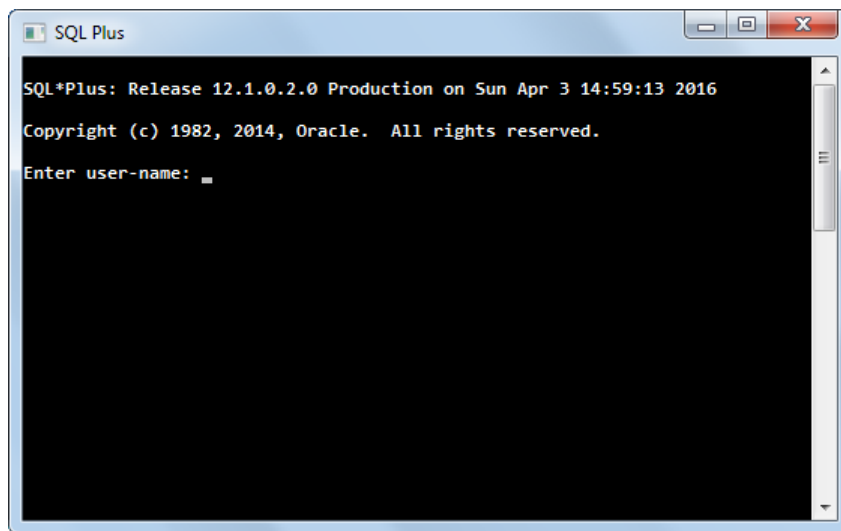 SQL Plus
SQL*Plus: Release 12.1.0.2.0 Production on Sun Apr 3 14:59:13 2016
Copyright (c) 1982, 2014, Oracle.  All rights reserved.
Enter user-name: _